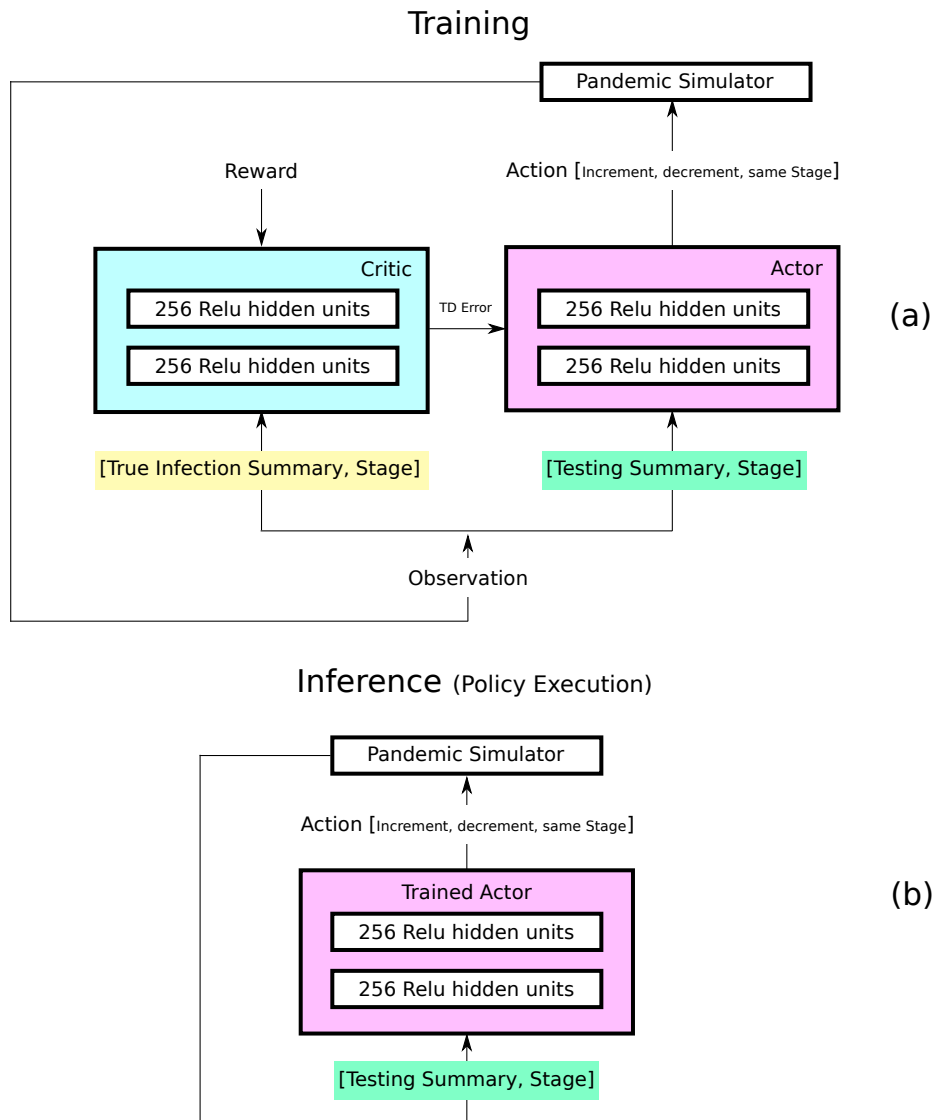 Training
Pandemic Simulator
Action [Increment, decrement, same Stage]
Reward
Critic
256 Relu hidden units
256 Relu hidden units
TD Error
Actor
256 Relu hidden units
256 Relu hidden units
(a)
[True Infection Summary, Stage]
[Testing Summary, Stage]
Observation
Inference (Policy Execution)
Pandemic Simulator
Action [Increment, decrement, same Stage]
Trained Actor
256 Relu hidden units
256 Relu hidden units
(b)
[Testing Summary, Stage]